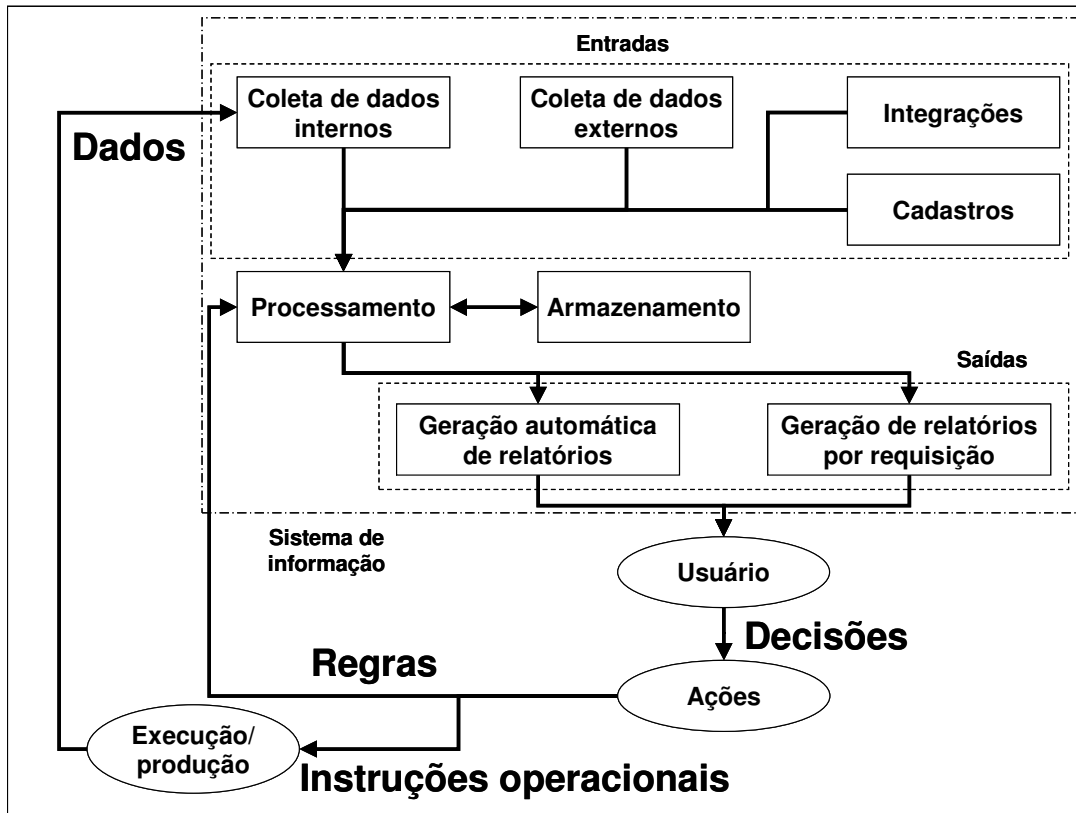 Entradas
Coleta de dados
internos
Coleta de dados
externos
Integrações
Dados
Cadastros
Processamento
Armazenamento
Saídas
Geração automática
de relatórios
Geração de relatórios
por requisição
Sistema de
informação
Usuário
Decisões
Regras
Ações
Execução/
produção
Instruções operacionais